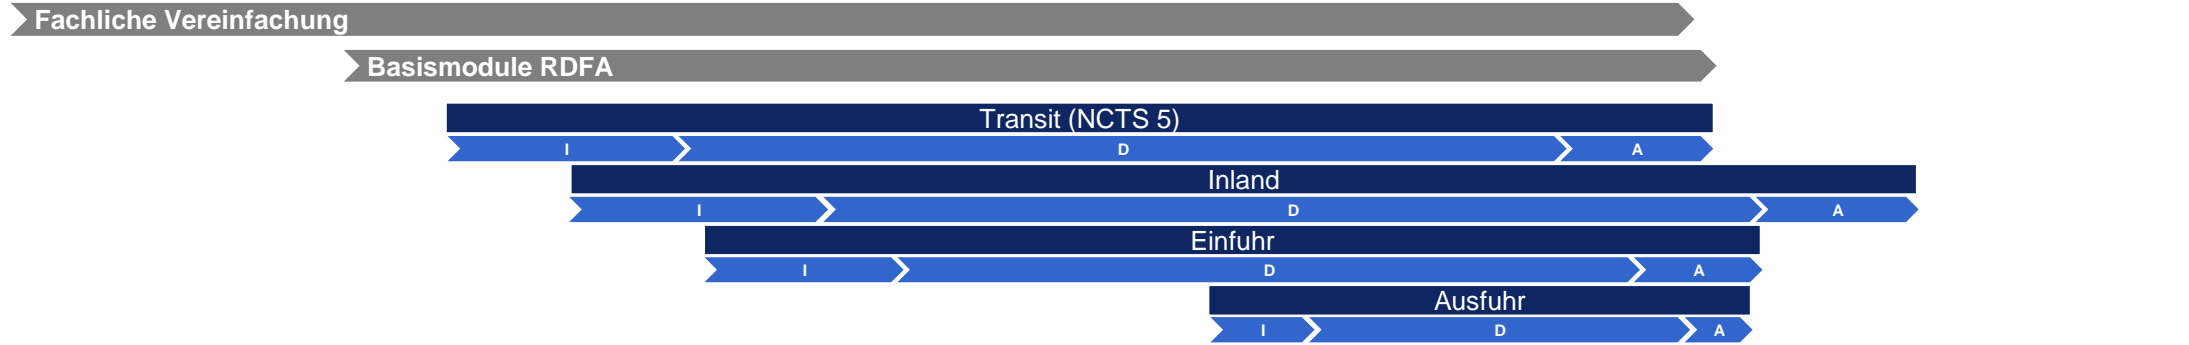 Fachliche Vereinfachung
Basismodule RDFA
Transit (NCTS 5)
I D A
Inland
I D A
Einfuhr
I D A
Ausfuhr
I D A